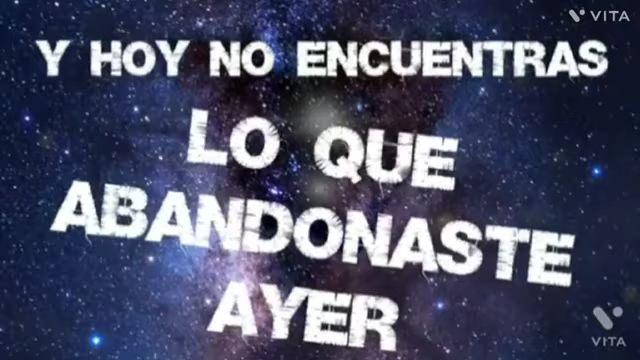 VITA
Y HOY NO ENCUENTRAS
LO QUE
ABANDONASTE
AYER
VITA